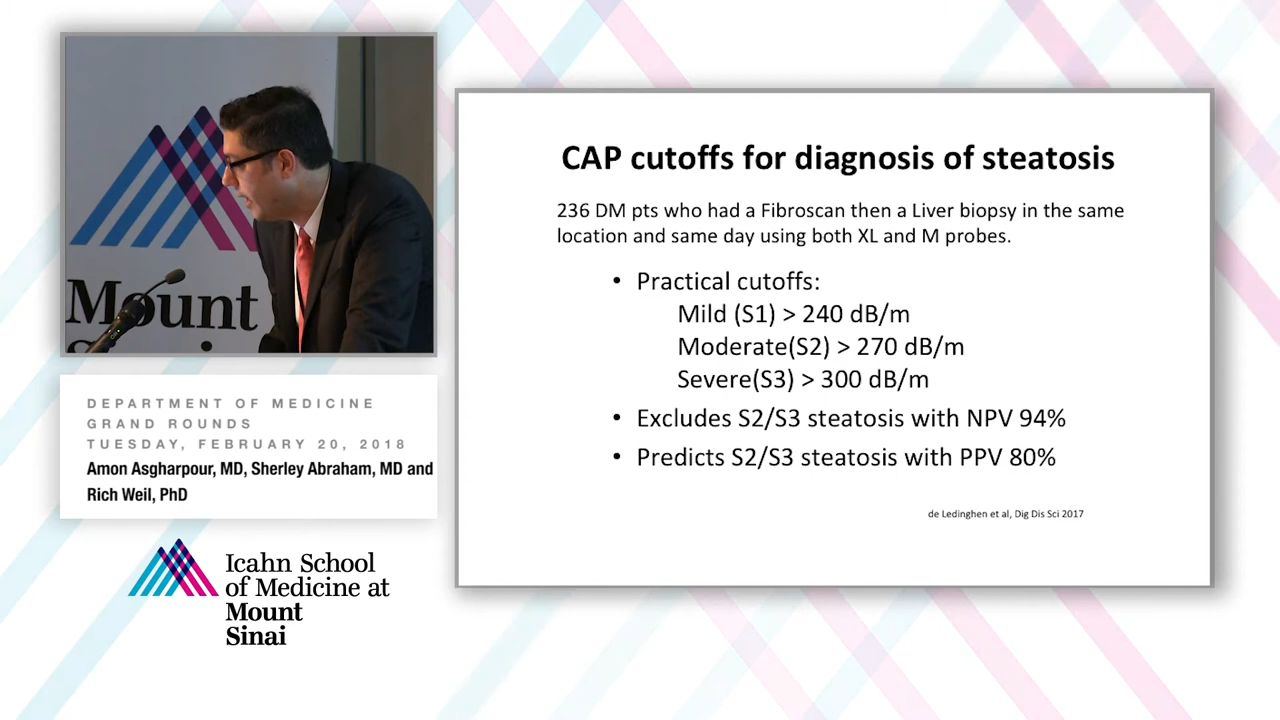 Mount
DEPARTMENT OF MEDICINE
GRAND ROUNDS
TUESDAY, FEBRUARY 20, 2018
Amon Asgharpour, MD, Sherley Abraham, MD and
Rich Weil, PhD
Icahn School
of Medicine at
Mount
Sinai
CAP cutoffs for diagnosis of steatosis
236 DM pts who had a Fibroscan then a Liver biopsy in the same
location and same day using both XL and M probes.
• Practical cutoffs:
Mild (S1) > 240 dB/m
Moderate(S2) > 270 dB/m
Severe(S3) > 300 dB/m
• Excludes S2/S3 steatosis with NPV 94%
• Predicts S2/S3 steatosis with PPV 80%
de Ledinghen et al, Dig Dis Sci 2017